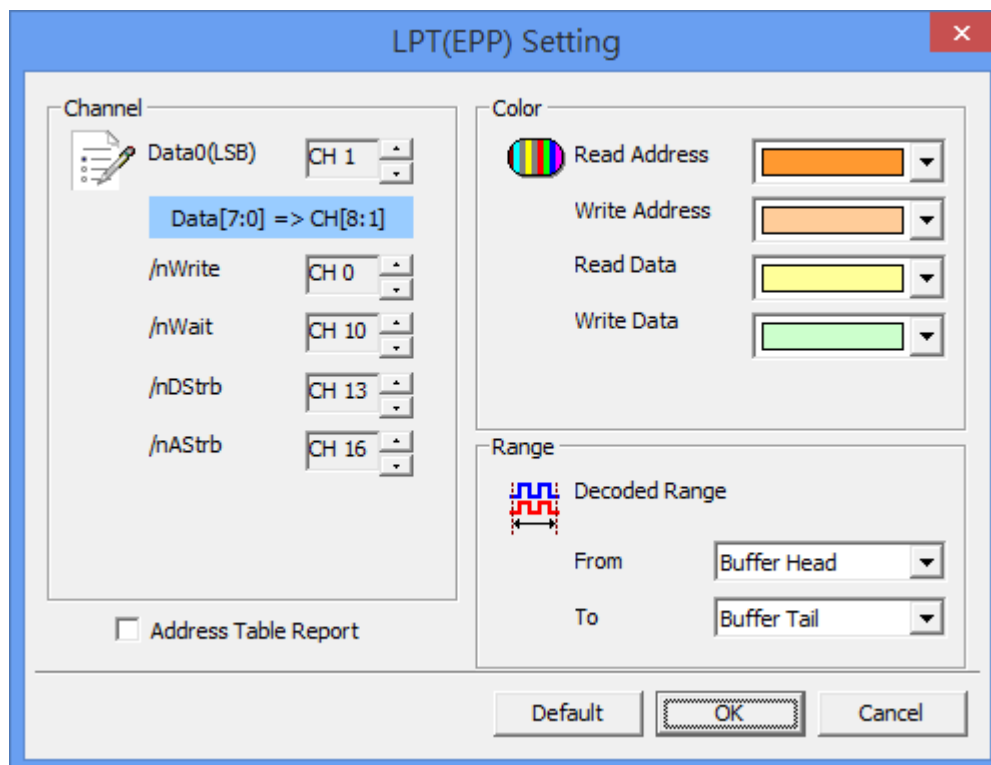 LPT(EPP) Setting
Channel
Data0(LSB) CH 1
Data[7:0] => CH[8:1]
/nWrite CH 0
/nWait CH 10
/nDStrb CH 13
/nAStrb CH 16
Address Table Report
Color
Read Address
Write Address
Read Data
Write Data
Range
Decoded Range
From Buffer Head
To Buffer Tail
Default OK Cancel